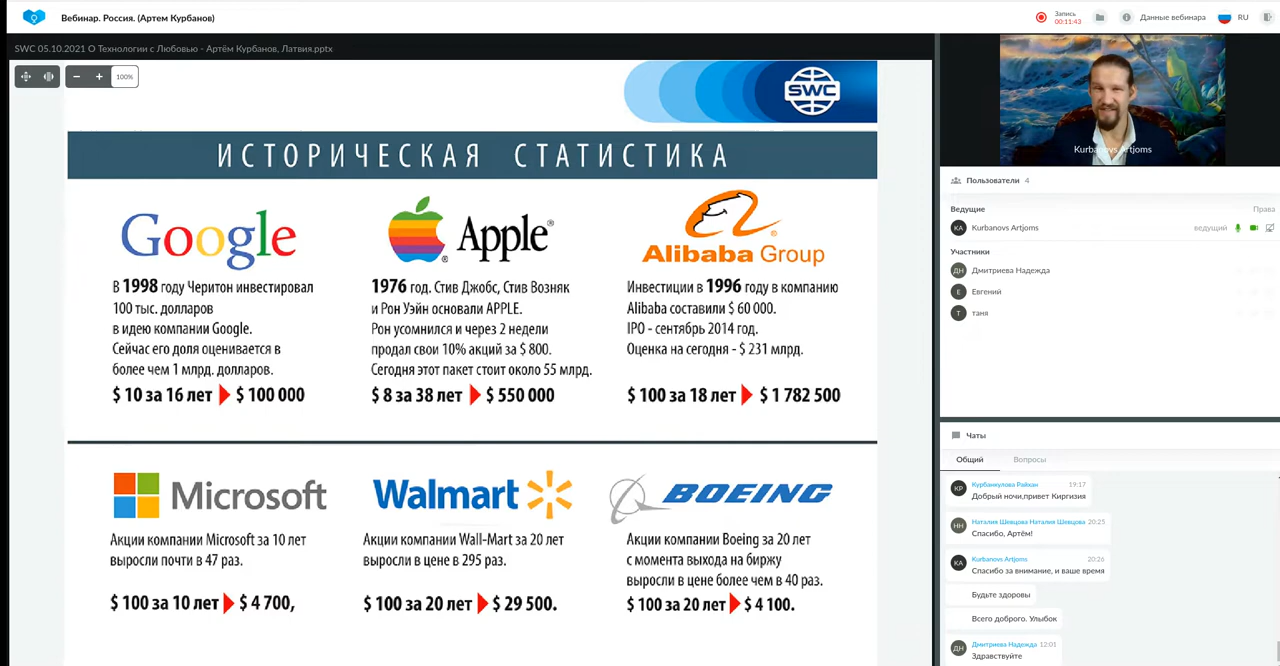 Вебинар. Россия. (Артем Курбанов)
Запись
00:11:43
Данные вебинара
RU
SWC 05.10.2021 О Технологии с Любовью - Артём Курбанов, Латвия.pptx
100%
SWC
ИСТОРИЧЕСКАЯ СТАТИСТИКА
Google
В 1998 году Черитон инвестировал
100 тыс. долларов
в идею компании Google.
Сейчас его доля оценивается в
более чем 1 млрд. долларов.
$ 10 за 16 лет $ 100 000
Apple®
1976 год. Стив Джобс, Стив Возняк
и Рон Уэйн основали APPLE.
Рон усомнился и через 2 недели
продал свои 10% акций за $ 800.
Сегодня этот пакет стоит около 55 млрд.
$ 8 за 38 лет $ 550 000
Alibaba Group
Инвестиции в 1996 году в компанию
Alibaba составили $ 60 000.
IPO - сентябрь 2014 год.
Оценка на сегодня - $ 231 млрд.
$ 100 за 18 лет $ 1 782 500
Microsoft
Акции компании Microsoft за 10 лет
выросли почти в 47 раз.
$ 100 за 10 лет $ 4 700,
Walmart
Акции компании Wall-Mart за 20 лет
выросли в цене в 295 раз.
$ 100 за 20 лет $ 29 500.
BOEING
Акции компании Boeing за 20 лет
с момента выхода на биржу
выросли в цене более чем в 40 раз.
$ 100 за 20 лет $ 4 100.
Kurbanovs Artjoms
Пользователи 4
Ведущие Права
KA Kurbanovs Artjoms ведущий
Участники
ДН Дмитриева Надежда
Е Евгений
Т таня
Чаты
Общий Вопросы
КР Курбанкулова Райхан 19:17
Добрый ночи,привет Киргизия
НН Наталия Шевцова Наталия Шевцова 20:25
Спасибо, Артём!
KA Kurbanovs Artjoms 20:26
Спасибо за внимание, и ваше время
Будьте здоровы
Всего доброго. Улыбок
ДН Дмитриева Надежда 12:01
Здравствуйте